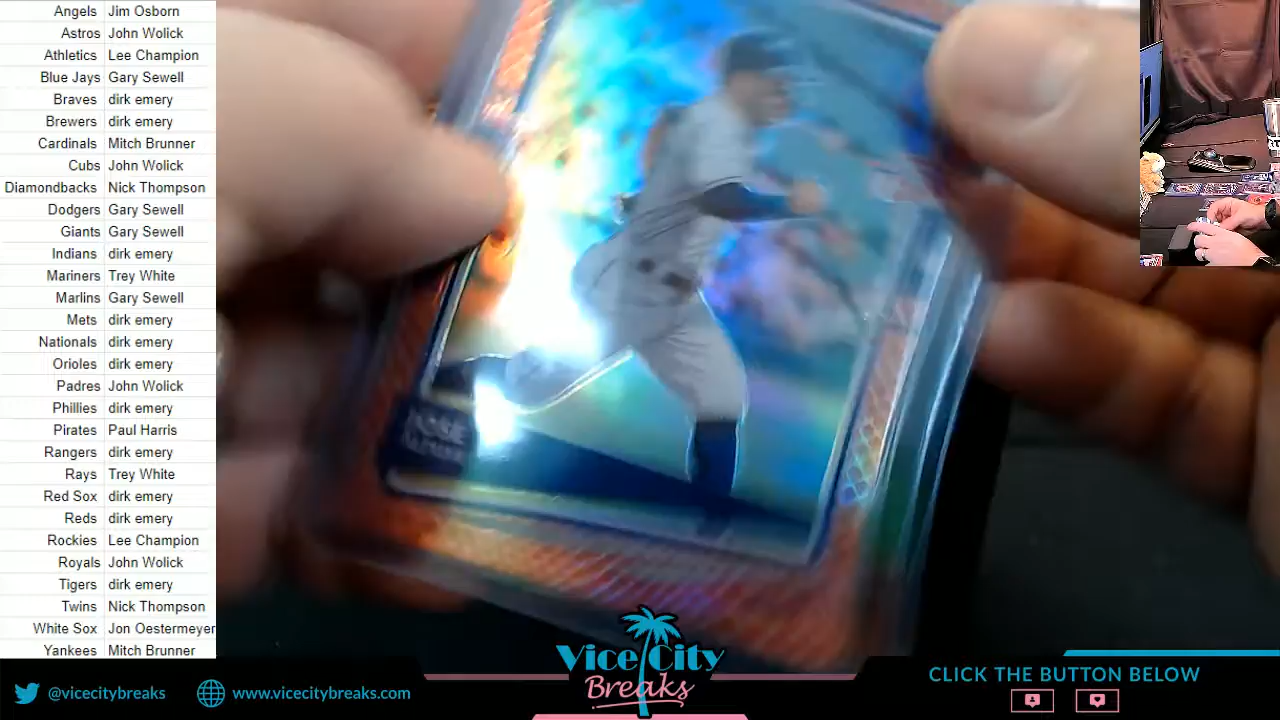 Angels Jim Osborn
Astros John Wolick
Athletics Lee Champion
Blue Jays Gary Sewell
Braves dirk emery
Brewers dirk emery
Cardinals Mitch Brunner
Cubs John Wolick
Diamondbacks Nick Thompson
Dodgers Gary Sewell
Giants Gary Sewell
Indians dirk emery
Mariners Trey White
Marlins Gary Sewell
Mets dirk emery
Nationals dirk emery
Orioles dirk emery
Padres John Wolick
Phillies dirk emery
Pirates Paul Harris
Rangers dirk emery
Rays Trey White
Red Sox dirk emery
Reds dirk emery
Rockies Lee Champion
Royals John Wolick
Tigers dirk emery
Twins Nick Thompson
White Sox Jon Oestermeyer
Yankees Mitch Brunner
JOSE
@vicecitybreaks
www.vicecitybreaks.com
Vice City
Breaks
CLICK THE BUTTON BELOW